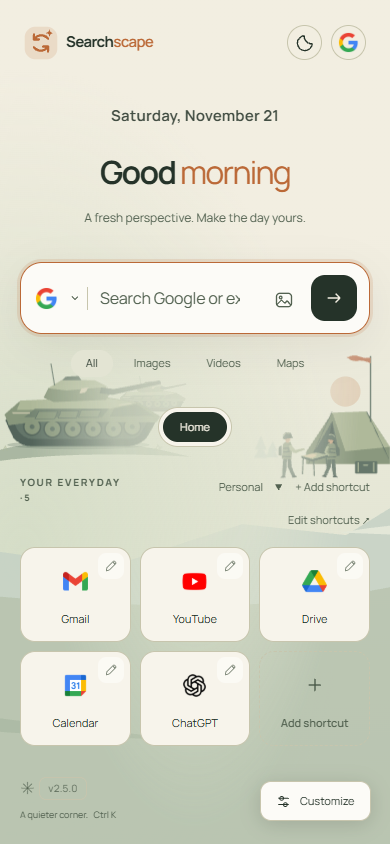 Searchscape
Saturday, November 21
Good morning
A fresh perspective. Make the day yours.
Search Google or ex
All Images Videos Maps
Home
YOUR EVERYDAY
· 5
Personal ▼ + Add shortcut
Edit shortcuts ↗
Gmail YouTube Drive
31
Calendar ChatGPT Add shortcut
v2.5.0
A quieter corner. Ctrl K
Customize